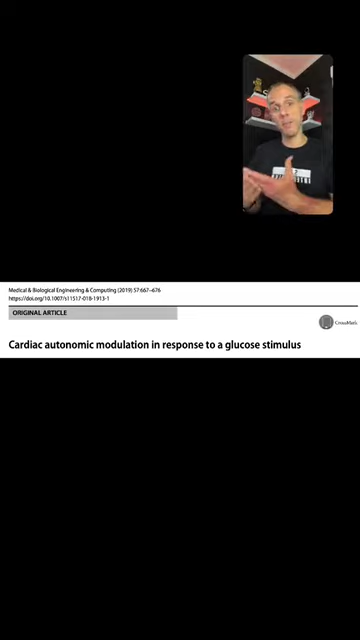 Medical & Biological Engineering & Computing (2019) 57:667–676
https://doi.org/10.1007/s11517-018-1913-1
ORIGINAL ARTICLE
CrossMark
Cardiac autonomic modulation in response to a glucose stimulus